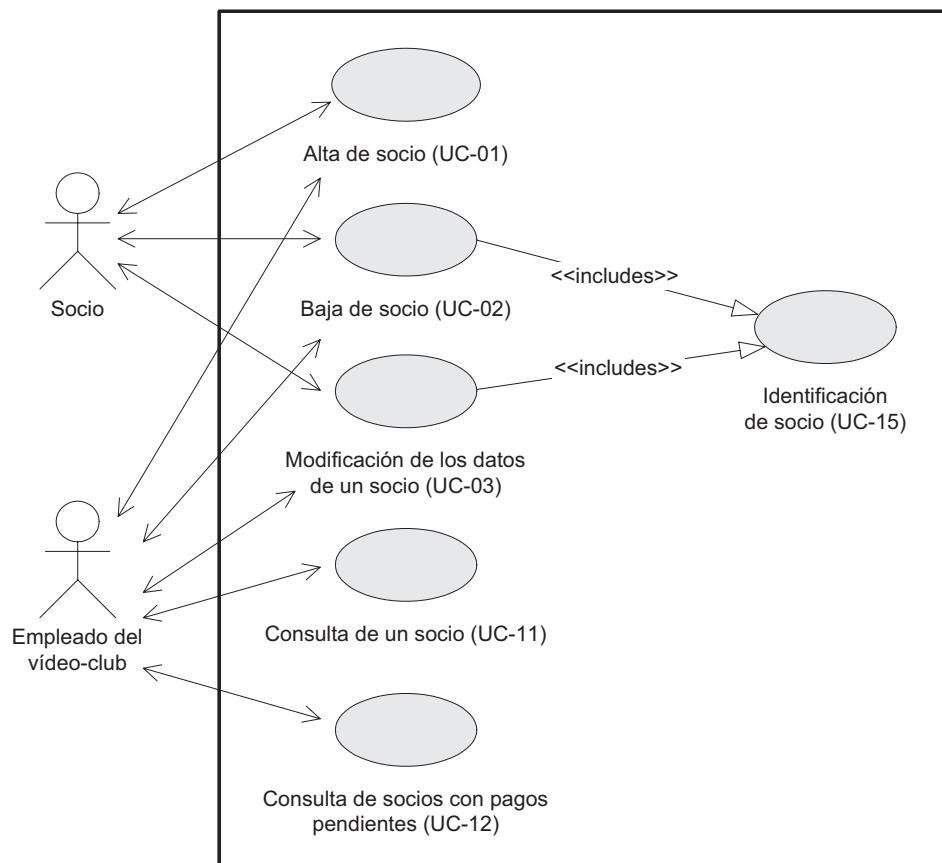 Alta de socio (UC-01)
Socio
Baja de socio (UC-02)
<<includes>>
<<includes>>
Identificación
de socio (UC-15)
Modificación de los datos
de un socio (UC-03)
Empleado del
vídeo-club
Consulta de un socio (UC-11)
Consulta de socios con pagos
pendientes (UC-12)